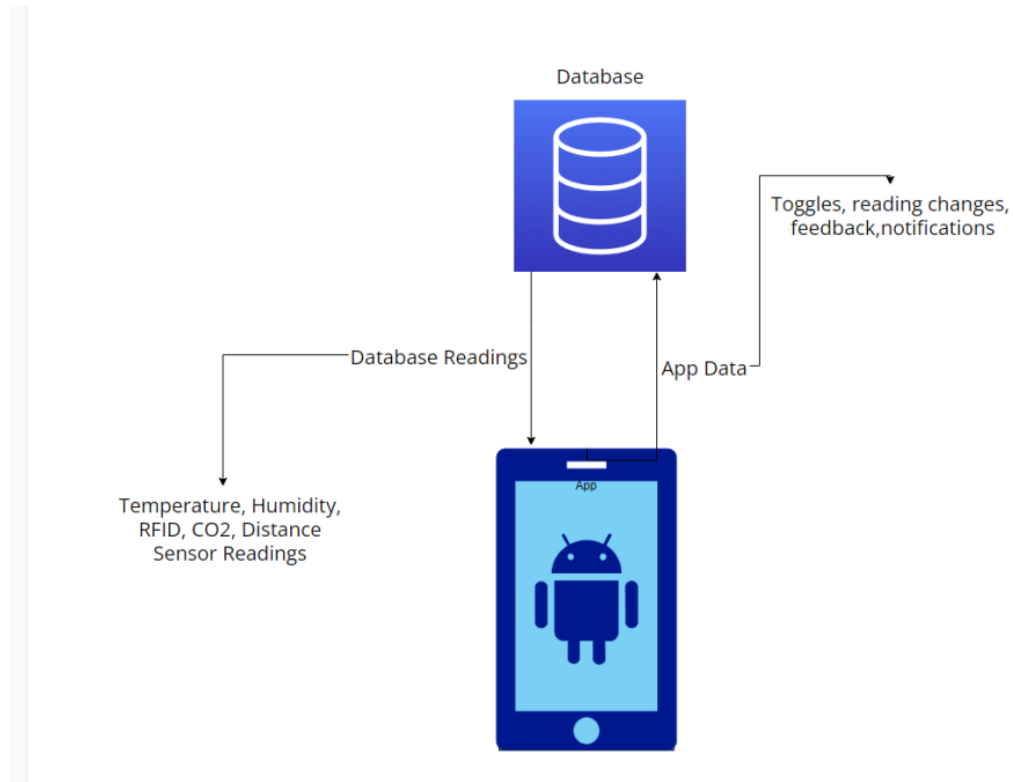 Database
Toggles, reading changes,
feedback,notifications
Database Readings
App Data
App
Temperature, Humidity,
RFID, CO2, Distance
Sensor Readings